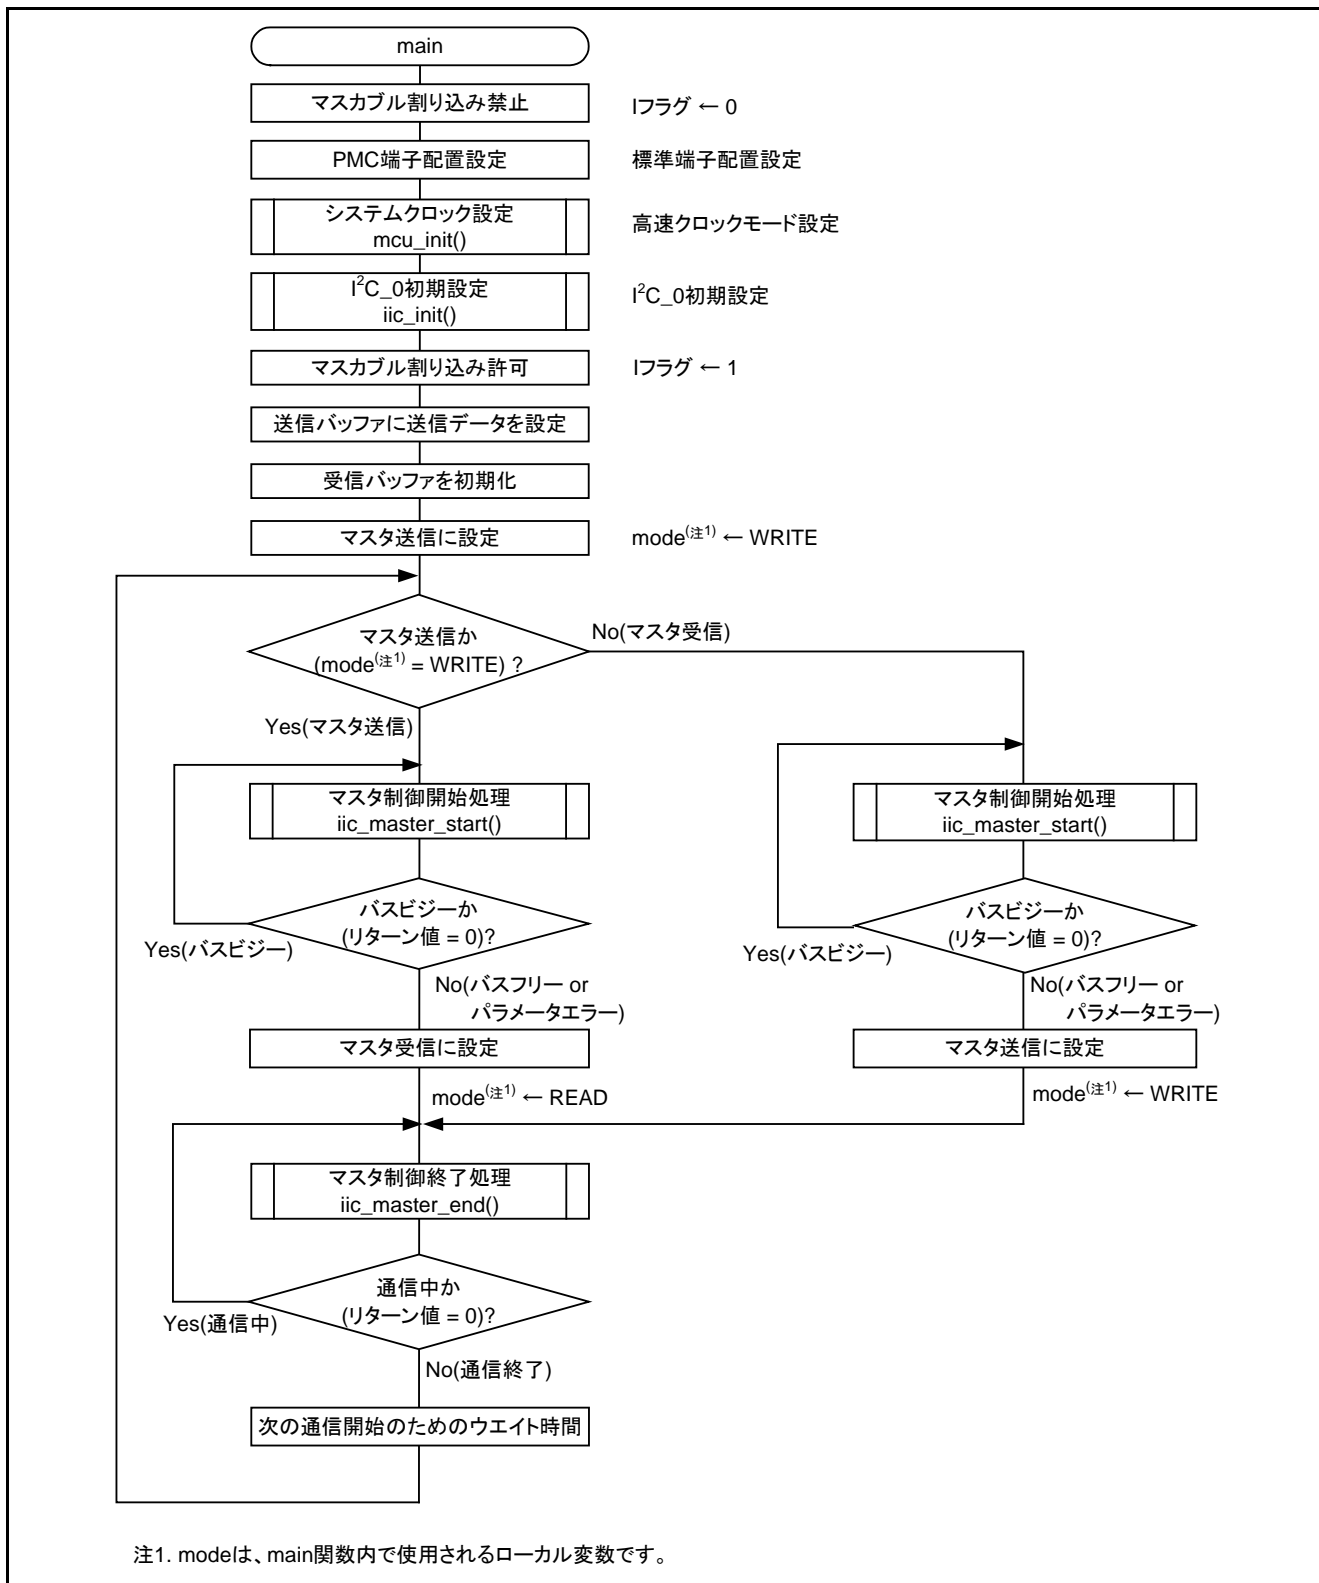 main
マスカブル割り込み禁止
Iフラグ ← 0
PMC端子配置設定
標準端子配置設定
システムクロック設定
mcu_init()
高速クロックモード設定
I²C_0初期設定
iic_init()
I²C_0初期設定
マスカブル割り込み許可
Iフラグ ← 1
送信バッファに送信データを設定
受信バッファを初期化
マスタ送信に設定
mode(注1) ← WRITE
マスタ送信か
(mode(注1) = WRITE) ?
No(マスタ受信)
Yes(マスタ送信)
マスタ制御開始処理
iic_master_start()
マスタ制御開始処理
iic_master_start()
バスビジーか
(リターン値 = 0)?
バスビジーか
(リターン値 = 0)?
Yes(バスビジー)
Yes(バスビジー)
No(バスフリー or
パラメータエラー)
No(バスフリー or
パラメータエラー)
マスタ受信に設定
マスタ送信に設定
mode(注1) ← READ
mode(注1) ← WRITE
マスタ制御終了処理
iic_master_end()
通信中か
(リターン値 = 0)?
Yes(通信中)
No(通信終了)
次の通信開始のためのウエイト時間
注1. modeは、main関数内で使用されるローカル変数です。